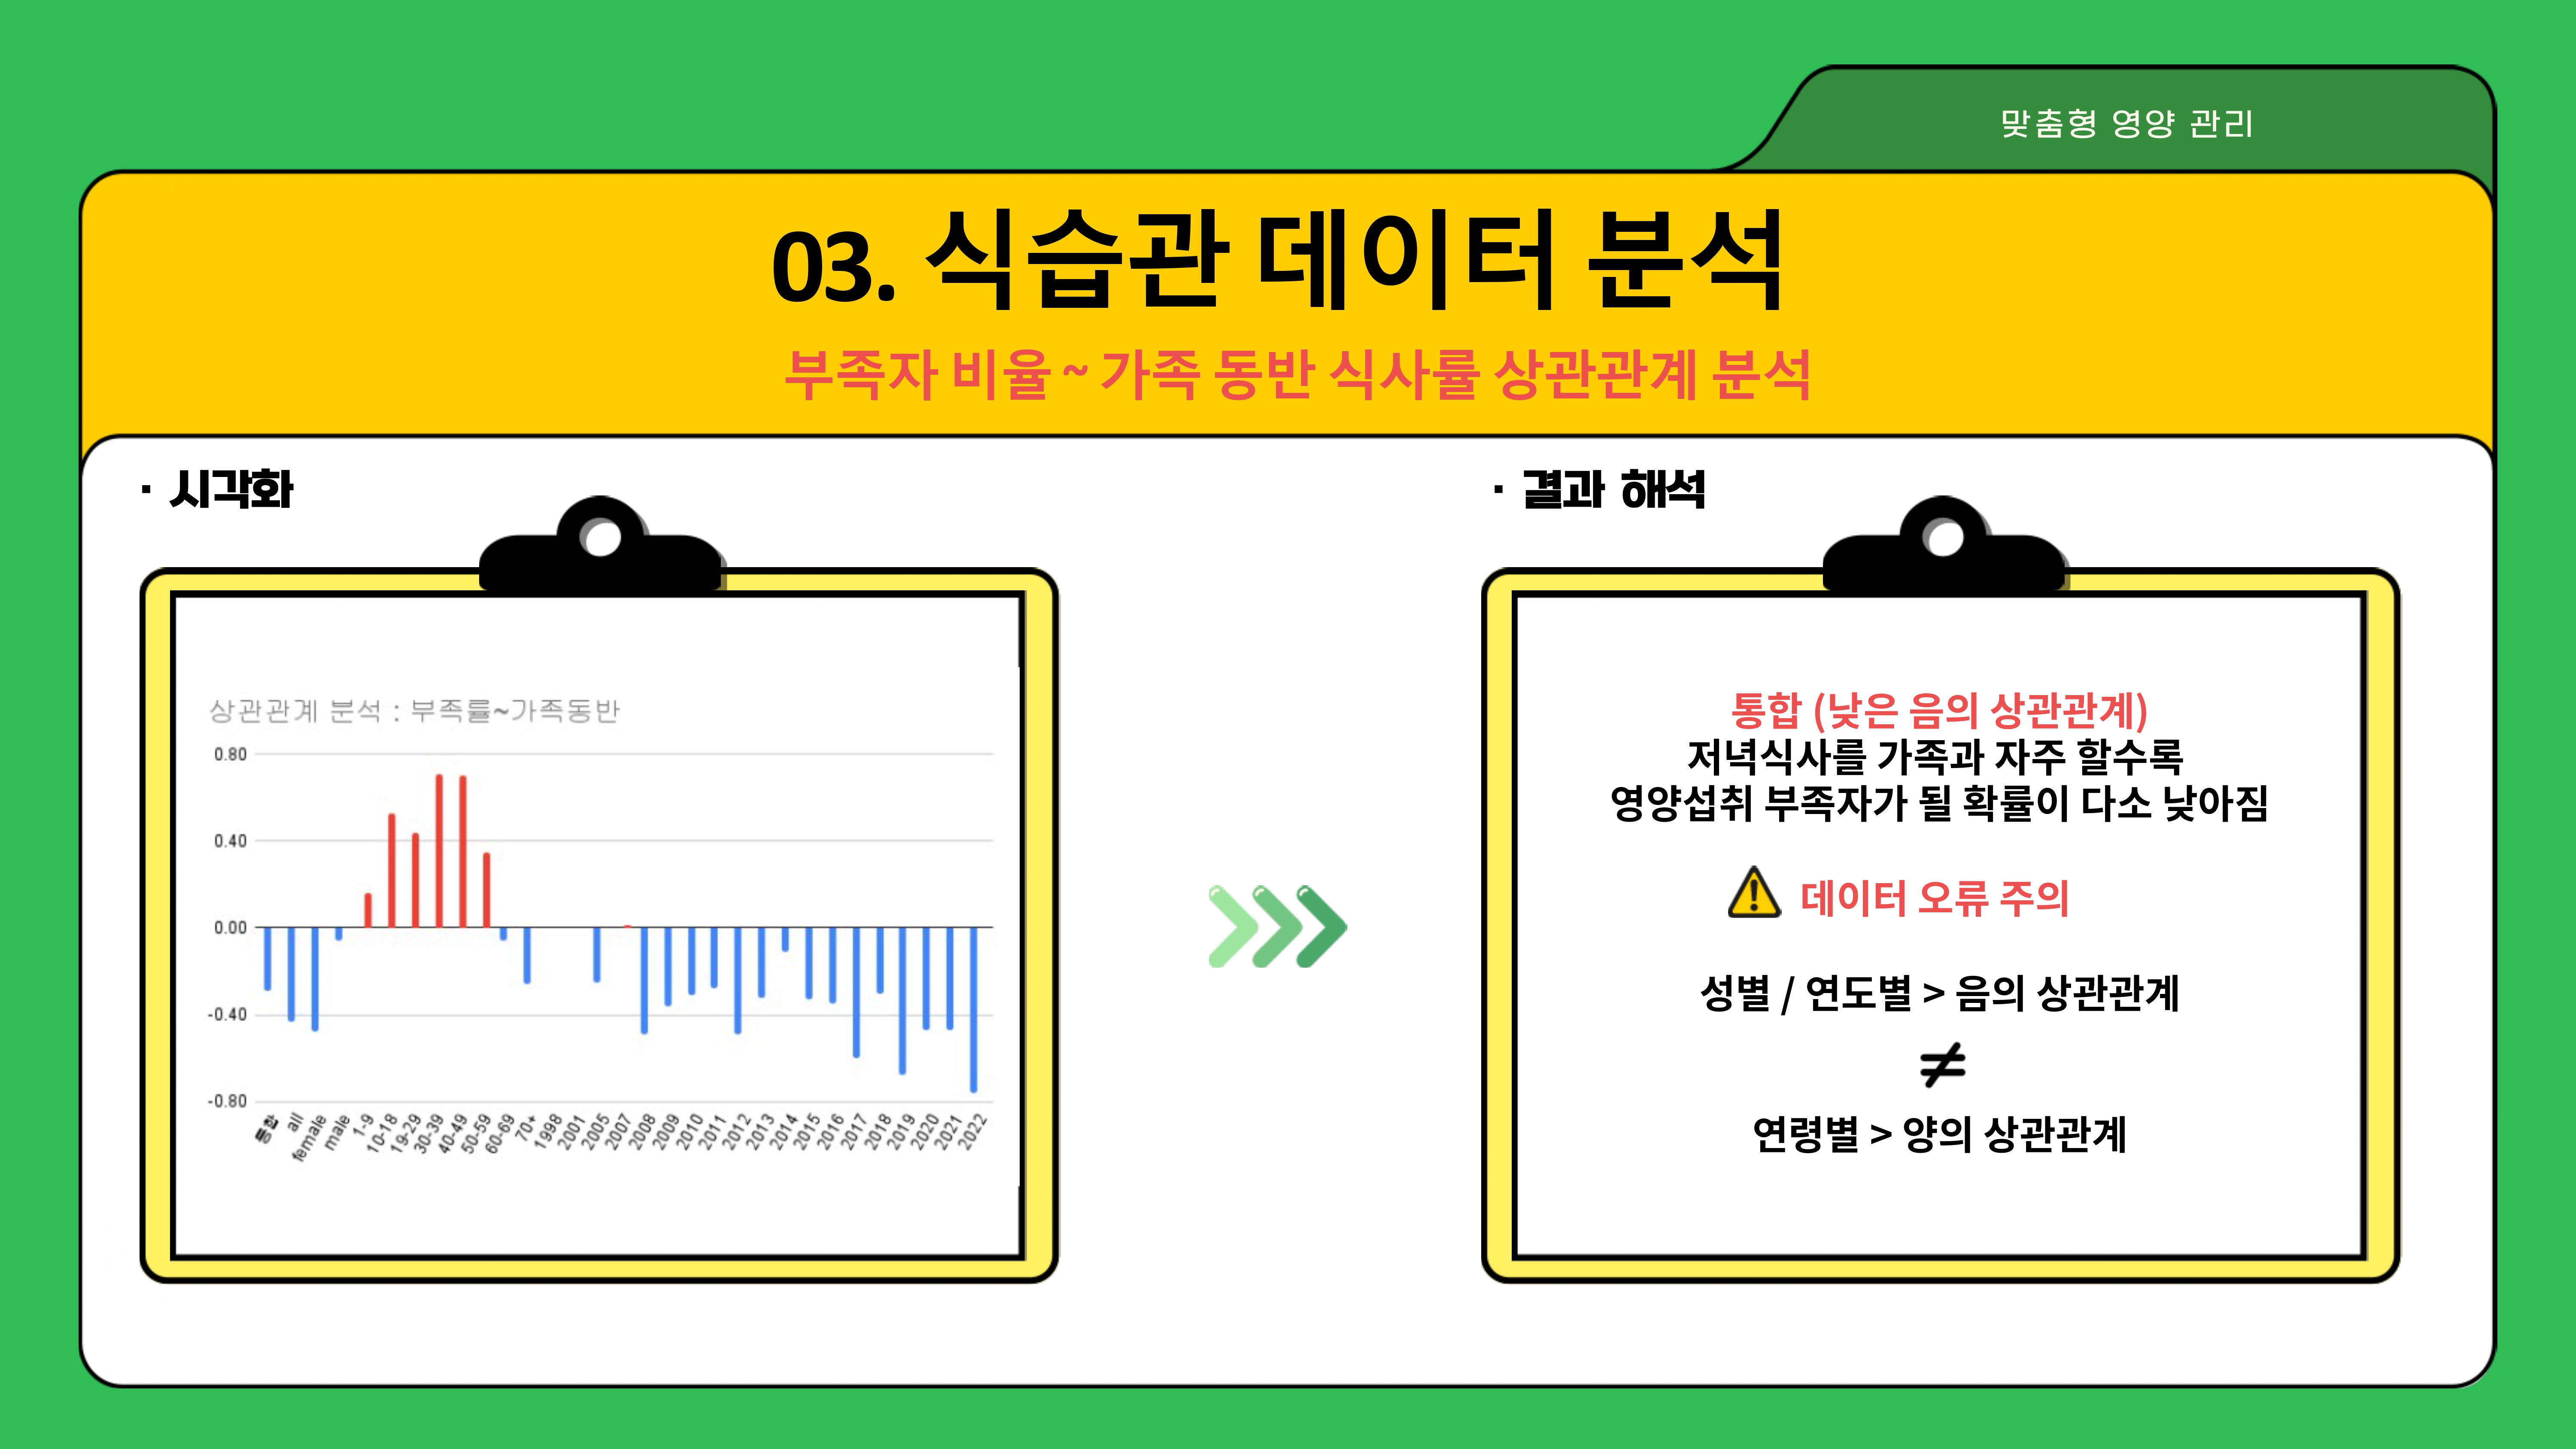 맞춤형 영양 관리
03. 식습관 데이터 분석
부족자 비율 ~ 가족 동반 식사률 상관관계 분석
· 시각화
· 결과 해석
상관관계 분석 : 부족률~가족동반
0.80
0.40
0.00
-0.40
-0.80
통합
all
female
male
1-9
10-18
19-29
30-39
40-49
50-59
60-69
70+
1998
2001
2005
2007
2008
2009
2010
2011
2012
2013
2014
2015
2016
2017
2018
2019
2020
2021
2022
통합 (낮은 음의 상관관계)
저녁식사를 가족과 자주 할수록
영양섭취 부족자가 될 확률이 다소 낮아짐
데이터 오류 주의
성별 / 연도별 > 음의 상관관계
≠
연령별 > 양의 상관관계